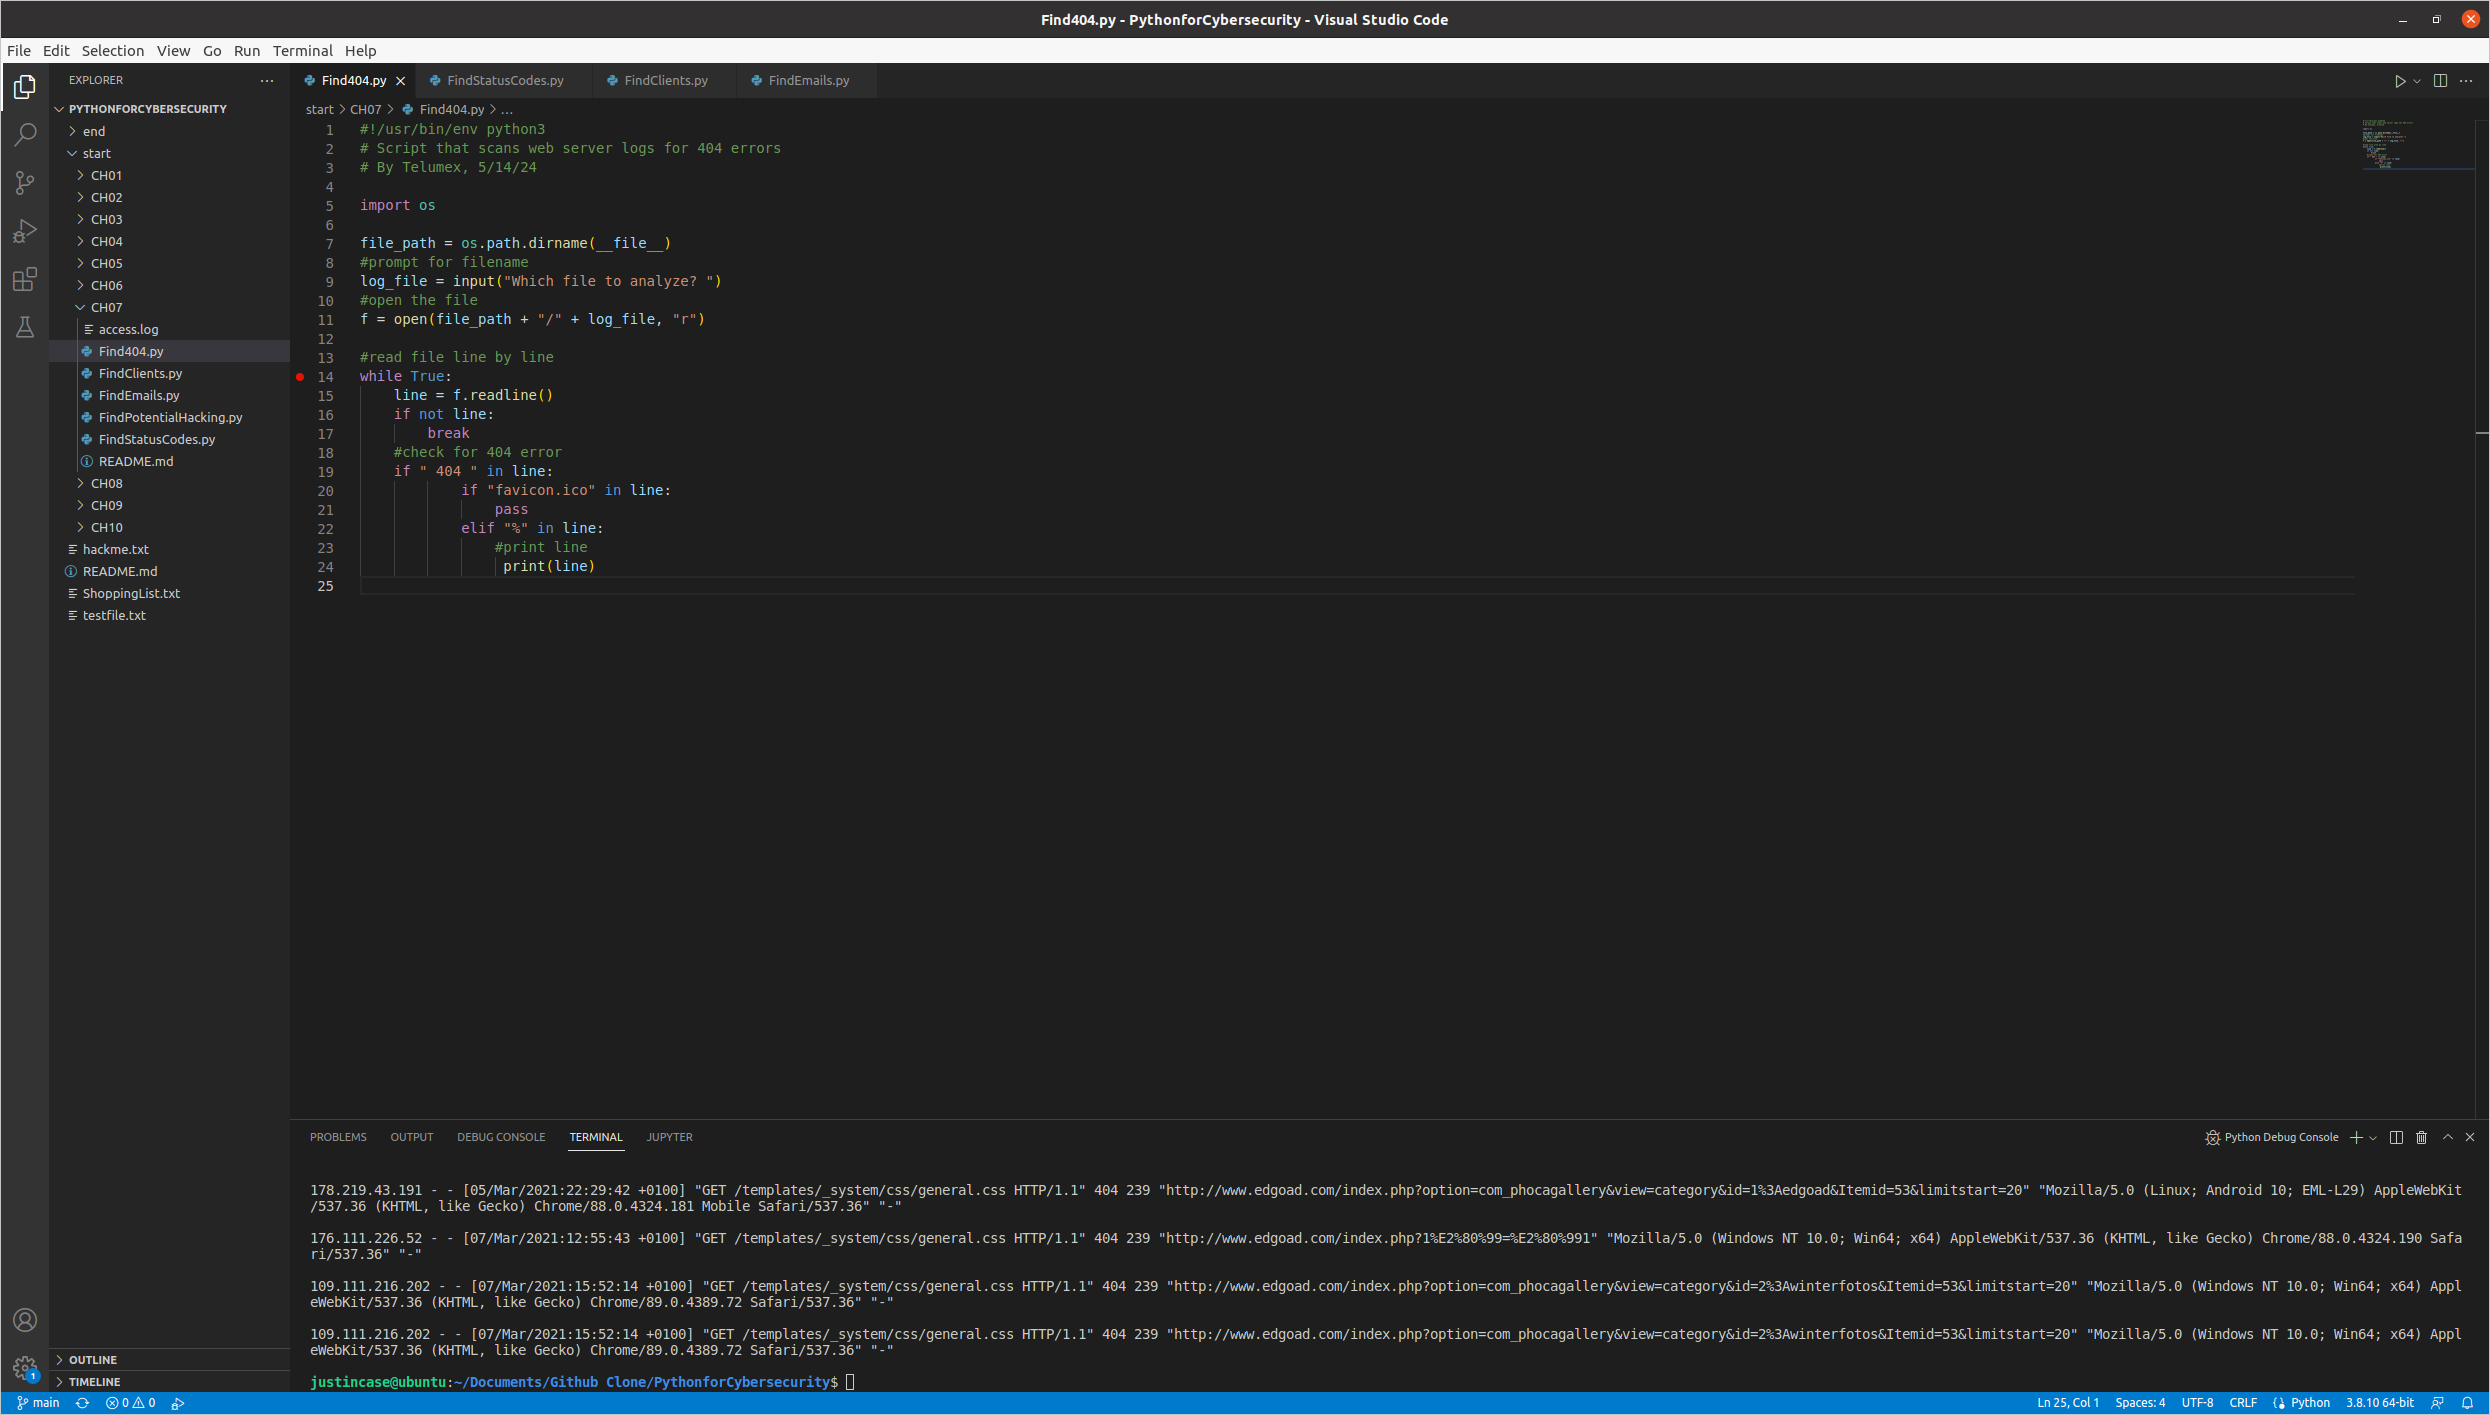 Find404.py - PythonforCybersecurity - Visual Studio Code
File Edit Selection View Go Run Terminal Help
EXPLORER
PYTHONFORCYBERSECURITY
end
start
CH01
CH02
CH03
CH04
CH05
CH06
CH07
access.log
Find404.py
FindClients.py
FindEmails.py
FindPotentialHacking.py
FindStatusCodes.py
README.md
CH08
CH09
CH10
hackme.txt
README.md
ShoppingList.txt
testfile.txt
OUTLINE
TIMELINE
Find404.py FindStatusCodes.py FindClients.py FindEmails.py
start > CH07 > Find404.py > ...
1 #!/usr/bin/env python3
2 # Script that scans web server logs for 404 errors
3 # By Telumex, 5/14/24
4
5 import os
6
7 file_path = os.path.dirname(__file__)
8 #prompt for filename
9 log_file = input("Which file to analyze? ")
10 #open the file
11 f = open(file_path + "/" + log_file, "r")
12
13 #read file line by line
14 while True:
15     line = f.readline()
16     if not line:
17         break
18     #check for 404 error
19     if " 404 " in line:
20             if "favicon.ico" in line:
21                 pass
22             elif "%" in line:
23                 #print line
24                  print(line)
25
PROBLEMS OUTPUT DEBUG CONSOLE TERMINAL JUPYTER
Python Debug Console
178.219.43.191 - - [05/Mar/2021:22:29:42 +0100] "GET /templates/_system/css/general.css HTTP/1.1" 404 239 "http://www.edgoad.com/index.php?option=com_phocagallery&view=category&id=1%3Aedgoad&Itemid=53&limitstart=20" "Mozilla/5.0 (Linux; Android 10; EML-L29) AppleWebKit
/537.36 (KHTML, like Gecko) Chrome/88.0.4324.181 Mobile Safari/537.36" "-"
176.111.226.52 - - [07/Mar/2021:12:55:43 +0100] "GET /templates/_system/css/general.css HTTP/1.1" 404 239 "http://www.edgoad.com/index.php?1%E2%80%99=%E2%80%991" "Mozilla/5.0 (Windows NT 10.0; Win64; x64) AppleWebKit/537.36 (KHTML, like Gecko) Chrome/88.0.4324.190 Safa
ri/537.36" "-"
109.111.216.202 - - [07/Mar/2021:15:52:14 +0100] "GET /templates/_system/css/general.css HTTP/1.1" 404 239 "http://www.edgoad.com/index.php?option=com_phocagallery&view=category&id=2%3Awinterfotos&Itemid=53&limitstart=20" "Mozilla/5.0 (Windows NT 10.0; Win64; x64) Appl
eWebKit/537.36 (KHTML, like Gecko) Chrome/89.0.4389.72 Safari/537.36" "-"
109.111.216.202 - - [07/Mar/2021:15:52:14 +0100] "GET /templates/_system/css/general.css HTTP/1.1" 404 239 "http://www.edgoad.com/index.php?option=com_phocagallery&view=category&id=2%3Awinterfotos&Itemid=53&limitstart=20" "Mozilla/5.0 (Windows NT 10.0; Win64; x64) Appl
eWebKit/537.36 (KHTML, like Gecko) Chrome/89.0.4389.72 Safari/537.36" "-"
justincase@ubuntu:~/Documents/Github Clone/PythonforCybersecurity$
1
main 0 0 Ln 25, Col 1 Spaces: 4 UTF-8 CRLF Python 3.8.10 64-bit